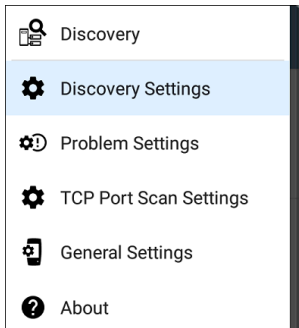 Discovery
Discovery Settings
Problem Settings
TCP Port Scan Settings
General Settings
About